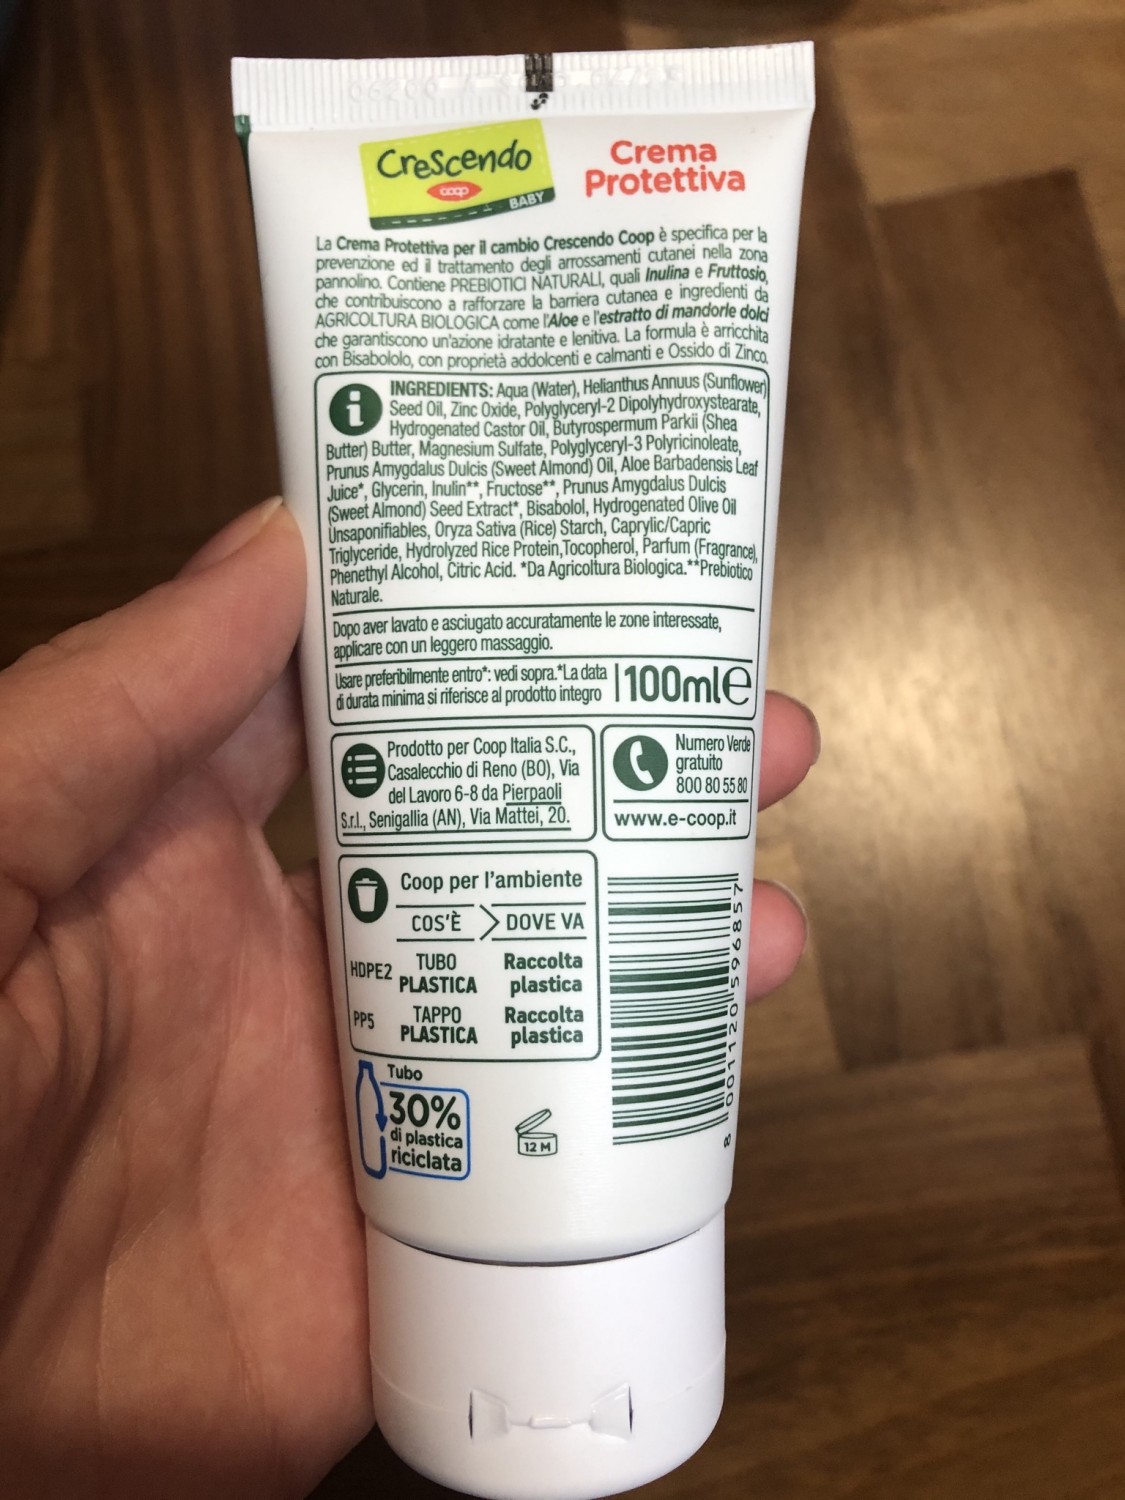 Crescendo
coop
BABY
Crema
Protettiva
La Crema Protettiva per il cambio Crescendo Coop è specifica per la
prevenzione ed il trattamento degli arrossamenti cutanei nella zona
pannolino. Contiene PREBIOTICI NATURALI, quali Inulina e Fruttosio,
che contribuiscono a rafforzare la barriera cutanea e ingredienti da
AGRICOLTURA BIOLOGICA come l'Aloe e l'estratto di mandorle dolci
che garantiscono un'azione idratante e lenitiva. La formula è arricchita
con Bisabololo, con proprietà addolcenti e calmanti e Ossido di Zinco.
INGREDIENTS: Aqua (Water), Helianthus Annuus (Sunflower)
Seed Oil, Zinc Oxide, Polyglyceryl-2 Dipolyhydroxystearate,
Hydrogenated Castor Oil, Butyrospermum Parkii (Shea
Butter) Butter, Magnesium Sulfate, Polyglyceryl-3 Polyricinoleate,
Prunus Amygdalus Dulcis (Sweet Almond) Oil, Aloe Barbadensis Leaf
Juice*, Glycerin, Inulin**, Fructose**, Prunus Amygdalus Dulcis
(Sweet Almond) Seed Extract*, Bisabolol, Hydrogenated Olive Oil
Unsaponifiables, Oryza Sativa (Rice) Starch, Caprylic/Capric
Triglyceride, Hydrolyzed Rice Protein,Tocopherol, Parfum (Fragrance),
Phenethyl Alcohol, Citric Acid. *Da Agricoltura Biologica.**Prebiotico
Naturale.
Dopo aver lavato e asciugato accuratamente le zone interessate,
applicare con un leggero massaggio.
Usare preferibilmente entro*: vedi sopra.*La data
di durata minima si riferisce al prodotto integro
100ml℮
Prodotto per Coop Italia S.C.,
Casalecchio di Reno (BO), Via
del Lavoro 6-8 da Pierpaoli
S.r.l., Senigallia (AN), Via Mattei, 20.
Numero Verde
gratuito
800 80 55 80
www.e-coop.it
Coop per l'ambiente
COS'È DOVE VA
HDPE2 TUBO PLASTICA Raccolta plastica
PP5 TAPPO PLASTICA Raccolta plastica
Tubo
30%
di plastica
riciclata
12 M
8 001120 596857